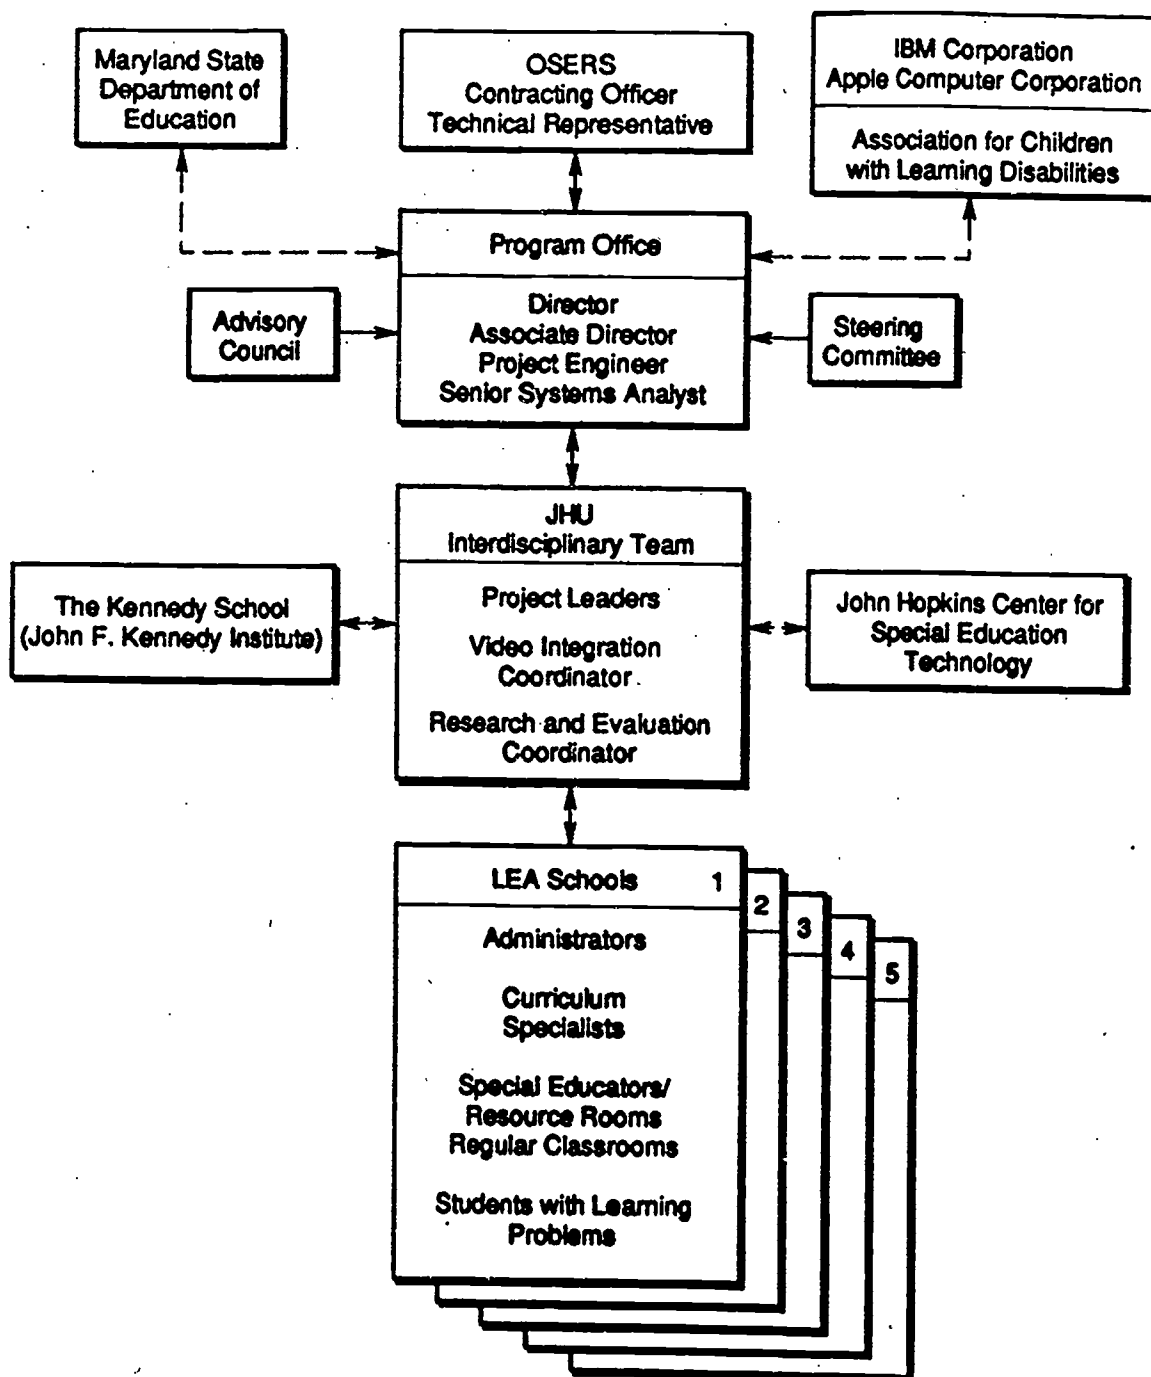 Maryland State
Department of
Education
OSERS
Contracting Officer
Technical Representative
IBM Corporation
Apple Computer Corporation
Association for Children
with Learning Disabilities
Program Office
Director
Associate Director
Project Engineer
Senior Systems Analyst
Advisory
Council
Steering
Committee
JHU
Interdisciplinary Team
Project Leaders
Video Integration
Coordinator
Research and Evaluation
Coordinator
The Kennedy School
(John F. Kennedy Institute)
John Hopkins Center for
Special Education
Technology
LEA Schools 1
2
3
4
5
Administrators
Curriculum
Specialists
Special Educators/
Resource Rooms
Regular Classrooms
Students with Learning
Problems